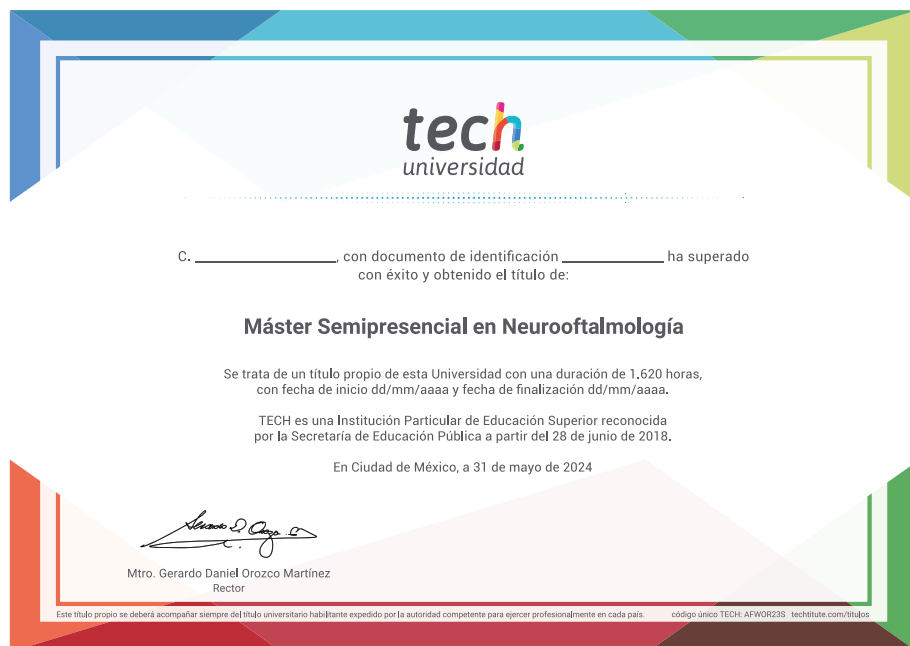 tech
universidad
C. ________________, con documento de identificación ____________ ha superado
con éxito y obtenido el título de:
Máster Semipresencial en Neurooftalmología
Se trata de un título propio de esta Universidad con una duración de 1.620 horas,
con fecha de inicio dd/mm/aaaa y fecha de finalización dd/mm/aaaa.
TECH es una Institución Particular de Educación Superior reconocida
por la Secretaría de Educación Pública a partir del 28 de junio de 2018.
En Ciudad de México, a 31 de mayo de 2024
Mtro. Gerardo Daniel Orozco Martínez
Rector
Este título propio se deberá acompañar siempre del título universitario habilitante expedido por la autoridad competente para ejercer profesionalmente en cada país. código único TECH: AFWOR23S techtitute.com/titulos